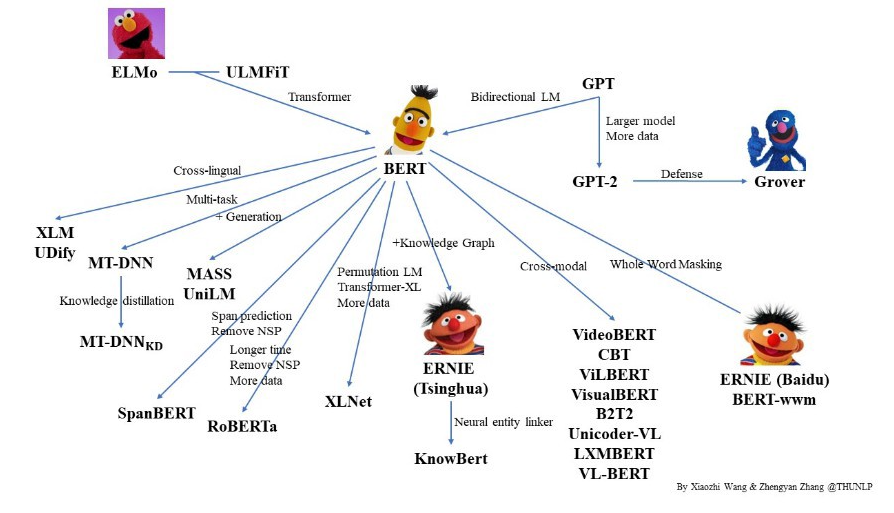 ELMo
ULMFiT
Transformer
Bidirectional LM
GPT
Larger model
More data
BERT
GPT-2
Defense
Grover
Cross-lingual
Multi-task
+ Generation
XLM
UDify
MT-DNN
MASS
UniLM
+Knowledge Graph
Cross-modal
Whole Word Masking
Permutation LM
Transformer-XL
More data
Knowledge distillation
Span prediction
Remove NSP
Longer time
Remove NSP
More data
MT-DNNKD
SpanBERT
RoBERTa
XLNet
ERNIE
(Tsinghua)
Neural entity linker
KnowBert
VideoBERT
CBT
ViLBERT
VisualBERT
B2T2
Unicoder-VL
LXMBERT
VL-BERT
ERNIE (Baidu)
BERT-wwm
By Xiaozhi Wang & Zhengyan Zhang @THUNLP